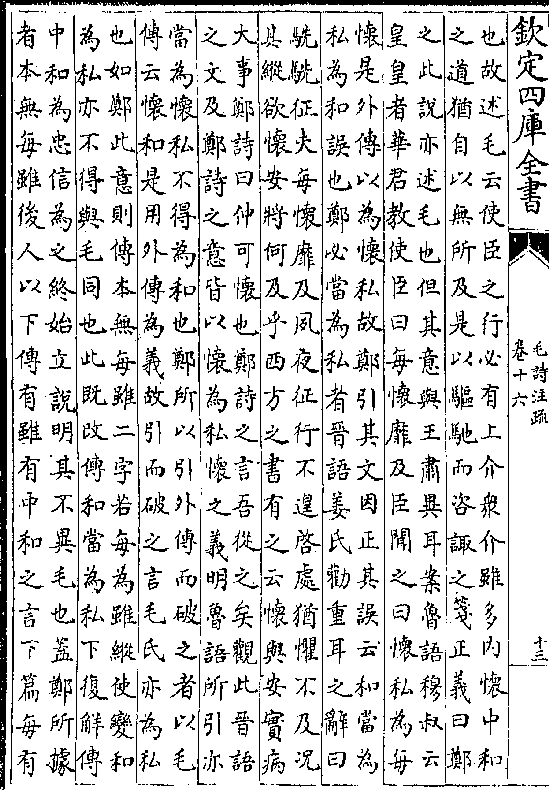 欽定四庫全書
毛詩注疏
卷十六
十三
也故述毛云使臣之行必有上介衆介雖多内懷中和
之道猶自以無所及是以驅馳而咨諏之箋正義曰鄭
之此說亦述毛也但其意與王肅異耳案魯語穆叔云
皇皇者華君教使臣曰每懷靡及臣聞之曰懷私為每
懷是外傳以為懷私故鄭引其文因正其誤云和當為
私為和誤也鄭必當為私者晉語姜氏勸重耳之辭曰
駪駪征夫每懷靡及夙夜征行不遑啓處猶懼不及况
其縱欲懷安將何及乎西方之書有之云懷與安實病
大事鄭詩曰仲可懷也鄭詩之言吾從之矣觀此晉語
之文及鄭詩之意皆以懷為私懷之義明魯語所引亦
當為懷私不得為和也鄭所以引外傳而破之者以毛
傳云懷和是用外傳為義故引而破之言毛氏亦為私
也如鄭此意則傳本無每雖二字若每為雖縱使變和
為私亦不得與毛同也此既改傳和當為私下復解傳
中和為忠信為之終始立說明其不異毛也蓋鄭所據
者本無每雖後人以下傳有雖有中和之言下篇每有